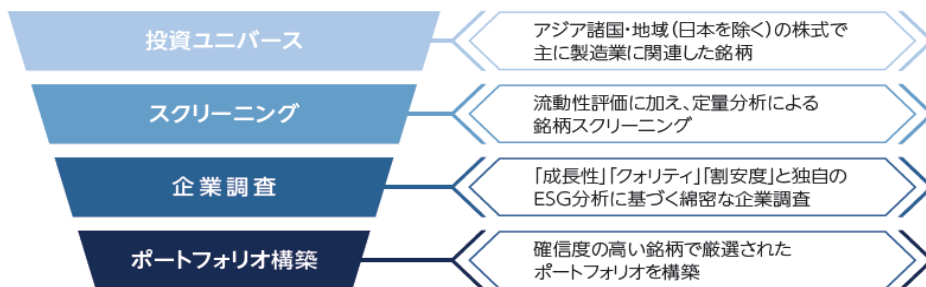 投資ユニバース
アジア諸国・地域(日本を除く)の株式で
主に製造業に関連した銘柄
スクリーニング
流動性評価に加え、定量分析による
銘柄スクリーニング
企業調査
「成長性」「クォリティ」「割安度」と独自の
ESG分析に基づく綿密な企業調査
ポートフォリオ構築
確信度の高い銘柄で厳選された
ポートフォリオを構築